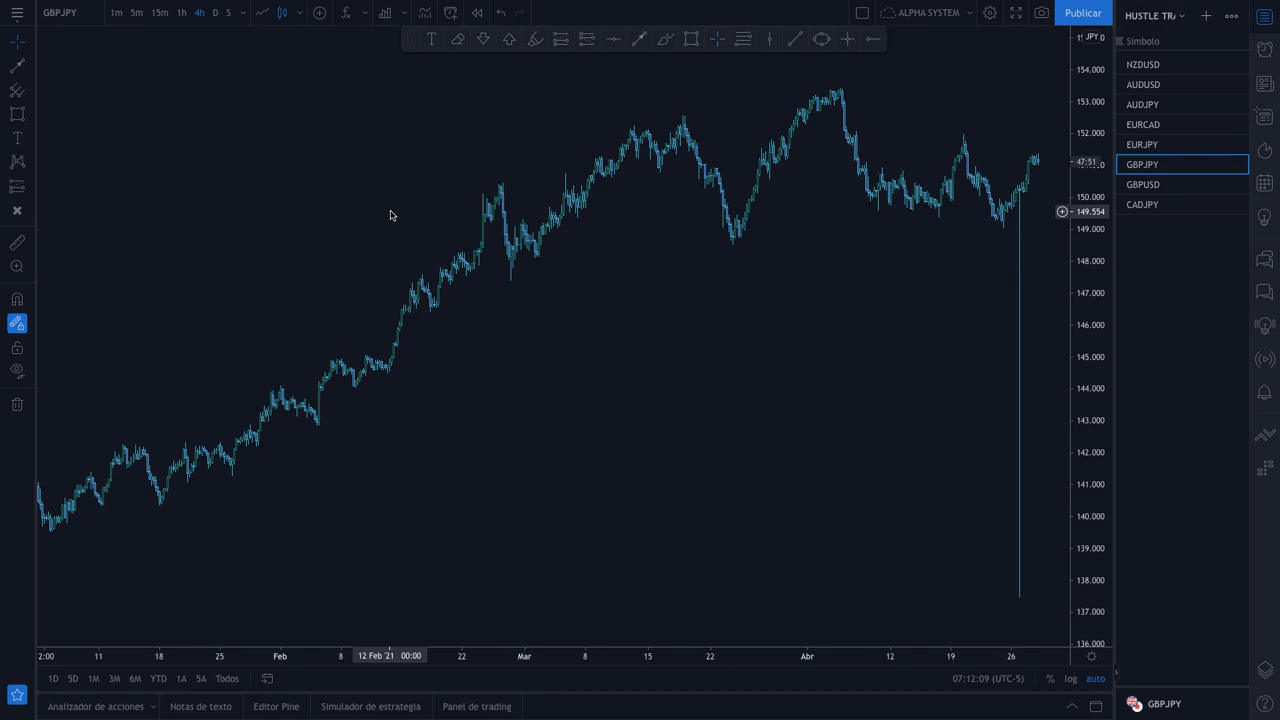 GBPJPY
1m 5m 15m 1h 4h D S
ALPHA SYSTEM
Publicar
HUSTLE TR
JPY
Símbolo
NZDUSD
AUDUSD
AUDJPY
EURCAD
EURJPY
GBPJPY
GBPUSD
CADJPY
154.000
153.000
152.000
47:51
150.000
149.554
149.000
148.000
147.000
146.000
145.000
144.000
143.000
142.000
141.000
140.000
139.000
138.000
137.000
136.000
2:00 11 18 Feb 8 12 Feb '21 00:00 22 Mar 8 15 22 Abr 12 19 26
1D 5D 1M 3M 6M YTD 1A 5A Todos
07:12:09 (UTC-5) % log auto
Analizador de acciones Notas de texto Editor Pine Simulador de estrategia Panel de trading
GBPJPY